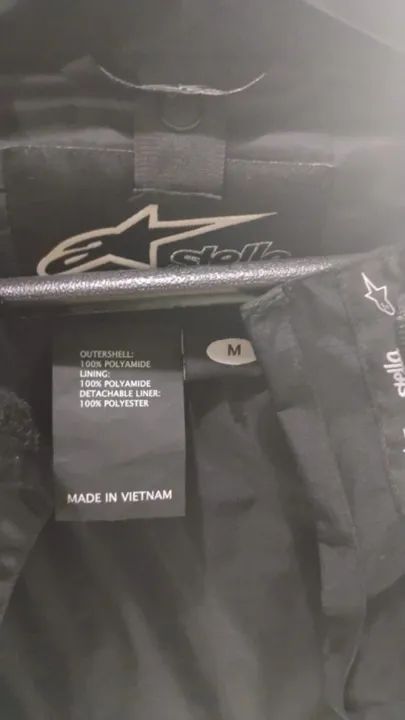 stella
M
OUTERSHELL:
100% POLYAMIDE
LINING:
100% POLYAMIDE
DETACHABLE LINER:
100% POLYESTER
MADE IN VIETNAM
stella